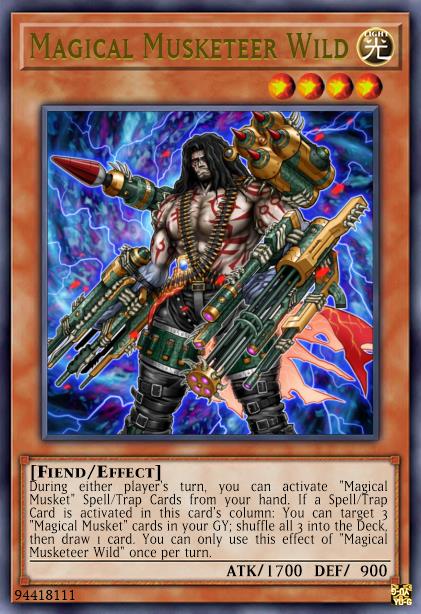 MAGICAL MUSKETEER WILD
LIGHT
光
[FIEND/EFFECT]
During either player's turn, you can activate "Magical
Musket" Spell/Trap Cards from your hand. If a Spell/Trap
Card is activated in this card's column: You can target 3
"Magical Musket" cards in your GY; shuffle all 3 into the Deck,
then draw 1 card. You can only use this effect of "Magical
Musketeer Wild" once per turn.
ATK/1700 DEF/ 900
94418111